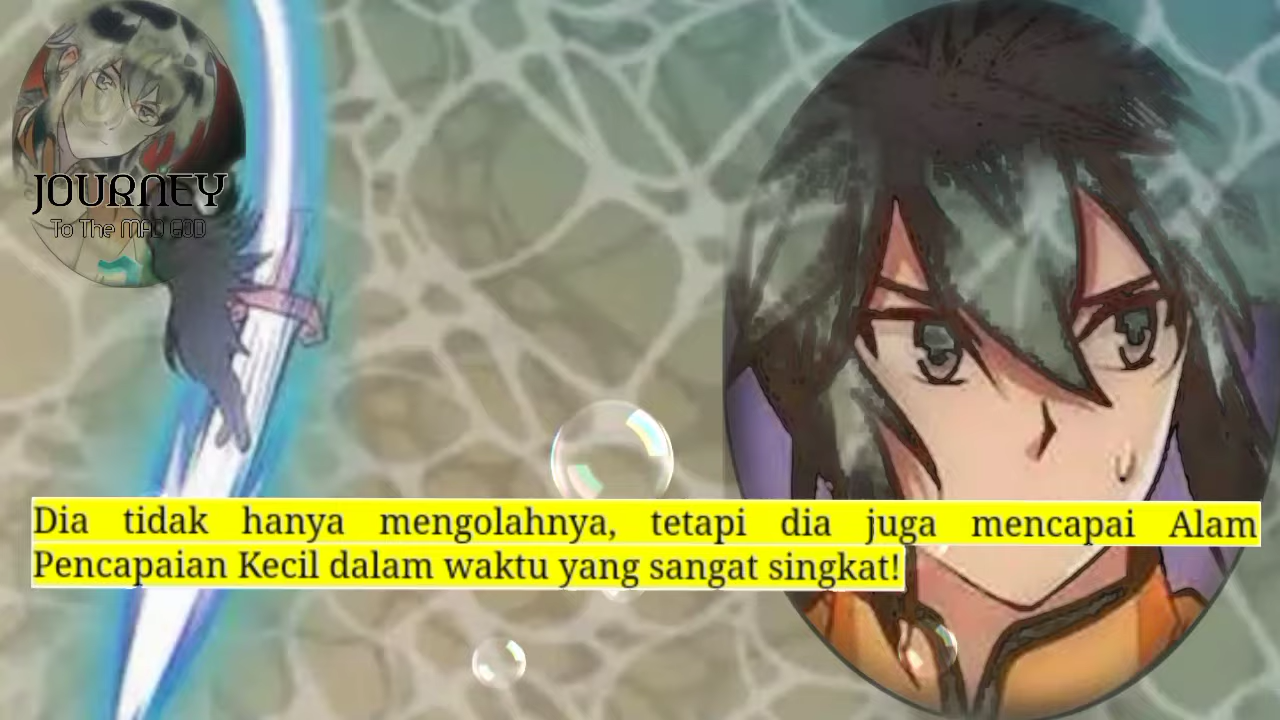 JOURNEY
To The MAD GOD
Dia tidak hanya mengolahnya, tetapi dia juga mencapai Alam
Pencapaian Kecil dalam waktu yang sangat singkat!